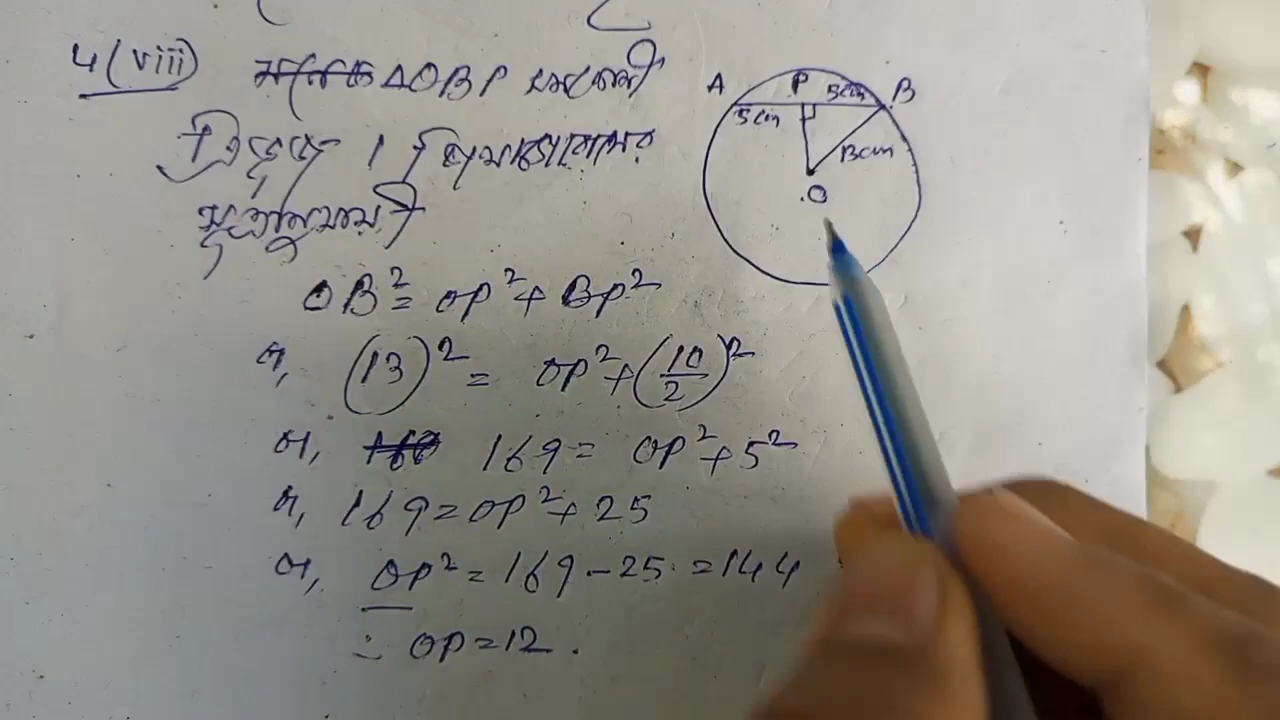 4(viii) ΔOBP সমকোণী
ত্রিভুজ । পিথাগোরাসের
সূত্রানুযায়ী
OB² = OP² + BP²
বা, (13)² = OP² + (10/2)²
বা, 169 = OP² + 5²
বা, 169 = OP² + 25
বা, OP² = 169 - 25 = 144
∴ OP = 12.
A P 5cm B
5cm
13cm
O